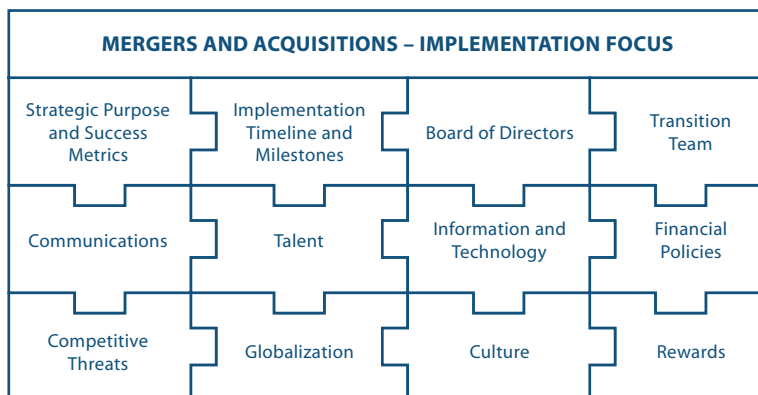 MERGERS AND ACQUISITIONS – IMPLEMENTATION FOCUS
Strategic Purpose
and Success
Metrics
Implementation
Timeline and
Milestones
Board of Directors
Transition
Team
Communications
Talent
Information and
Technology
Financial
Policies
Competitive
Threats
Globalization
Culture
Rewards